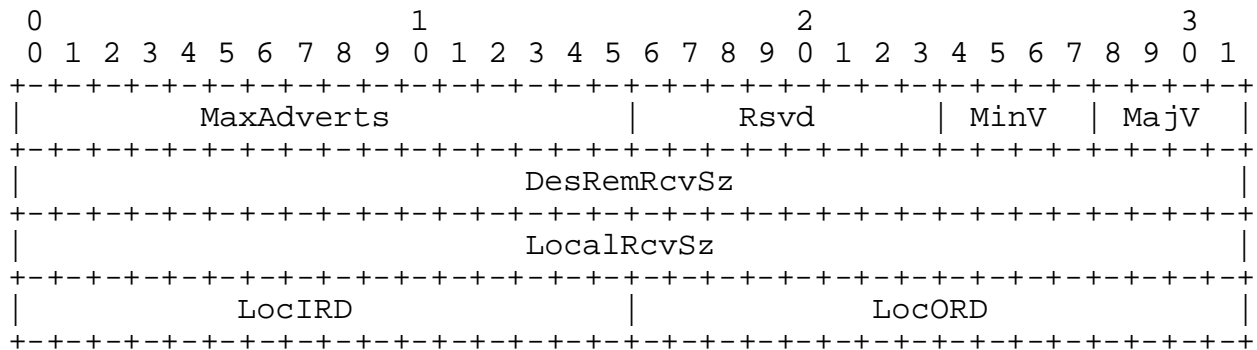 0                   1                   2                   3
 0 1 2 3 4 5 6 7 8 9 0 1 2 3 4 5 6 7 8 9 0 1 2 3 4 5 6 7 8 9 0 1
+-+-+-+-+-+-+-+-+-+-+-+-+-+-+-+-+-+-+-+-+-+-+-+-+-+-+-+-+-+-+-+-+
|         MaxAdverts            |     Rsvd      | MinV  | MajV  |
+-+-+-+-+-+-+-+-+-+-+-+-+-+-+-+-+-+-+-+-+-+-+-+-+-+-+-+-+-+-+-+-+
|                          DesRemRcvSz                          |
+-+-+-+-+-+-+-+-+-+-+-+-+-+-+-+-+-+-+-+-+-+-+-+-+-+-+-+-+-+-+-+-+
|                          LocalRcvSz                           |
+-+-+-+-+-+-+-+-+-+-+-+-+-+-+-+-+-+-+-+-+-+-+-+-+-+-+-+-+-+-+-+-+
|           LocIRD              |            LocORD             |
+-+-+-+-+-+-+-+-+-+-+-+-+-+-+-+-+-+-+-+-+-+-+-+-+-+-+-+-+-+-+-+-+